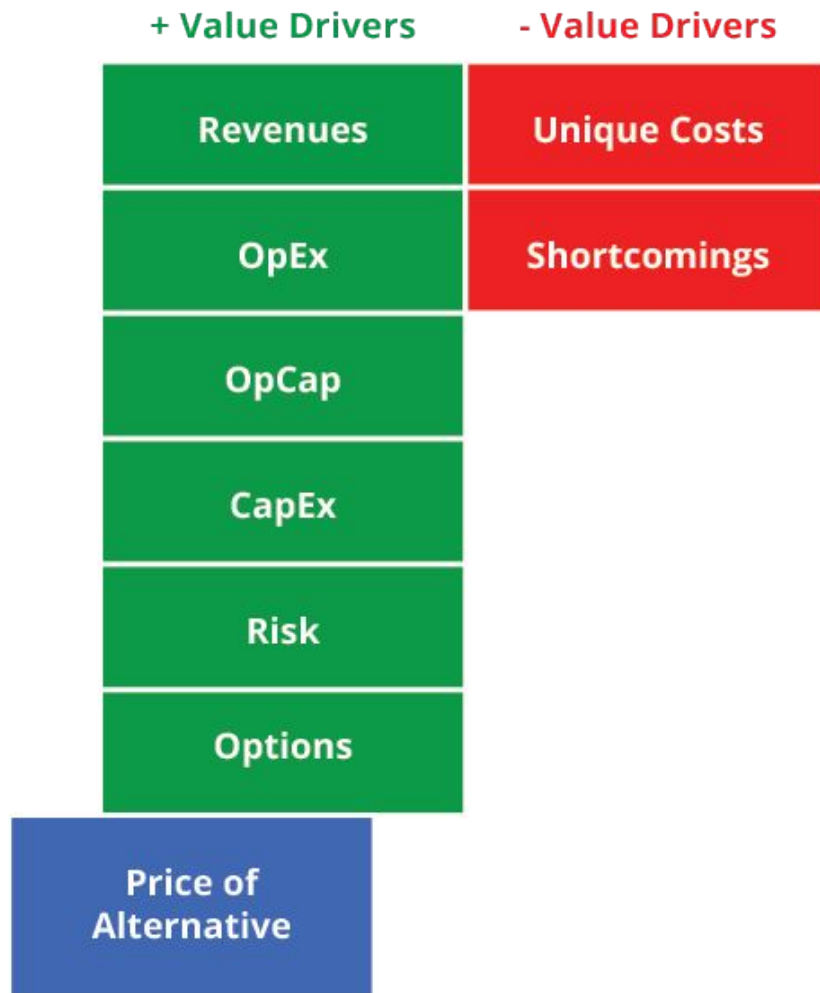 + Value Drivers
- Value Drivers
Revenues
Unique Costs
OpEx
Shortcomings
OpCap
CapEx
Risk
Options
Price of
Alternative